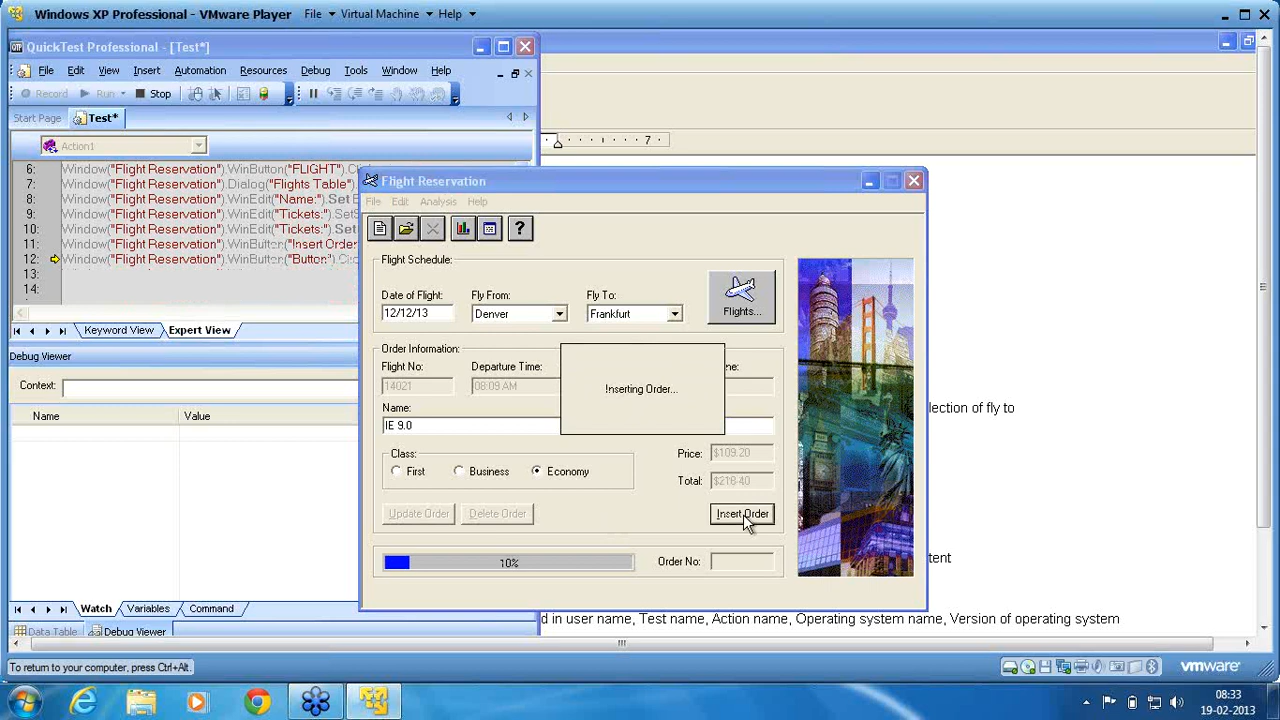 Windows XP Professional - VMware Player File Virtual Machine Help
QuickTest Professional - [Test*]
File Edit View Insert Automation Resources Debug Tools Window Help
Record Run Stop
Start Page Test*
Action1
7
6: Window("Flight Reservation").WinButton("FLIGHT").Click
7: Window("Flight Reservation").Dialog("Flights Table").
8: Window("Flight Reservation").WinEdit("Name:").Set
9: Window("Flight Reservation").WinEdit("Tickets:").SetS
10: Window("Flight Reservation").WinEdit("Tickets:").Set
11: Window("Flight Reservation").WinButton("Insert Order
12: Window("Flight Reservation").WinButton("Button").Clic
13:
14:
Keyword View Expert View
Debug Viewer
Context:
Name Value
Watch Variables Command
Data Table Debug Viewer
Flight Reservation
File Edit Analysis Help
Flight Schedule:
Date of Flight: Fly From: Fly To:
12/12/13 Denver Frankfurt
Flights...
Order Information:
Flight No: Departure Time: me:
14021 08:09 AM
Inserting Order...
Name:
IE 9.0
Class: Price: $109.20
First Business Economy
Total: $218.40
Update Order Delete Order Insert Order
10% Order No:
lection of fly to
tent
d in user name, Test name, Action name, Operating system name, Version of operating system
To return to your computer, press Ctrl+Alt.
vmware
08:33
19-02-2013